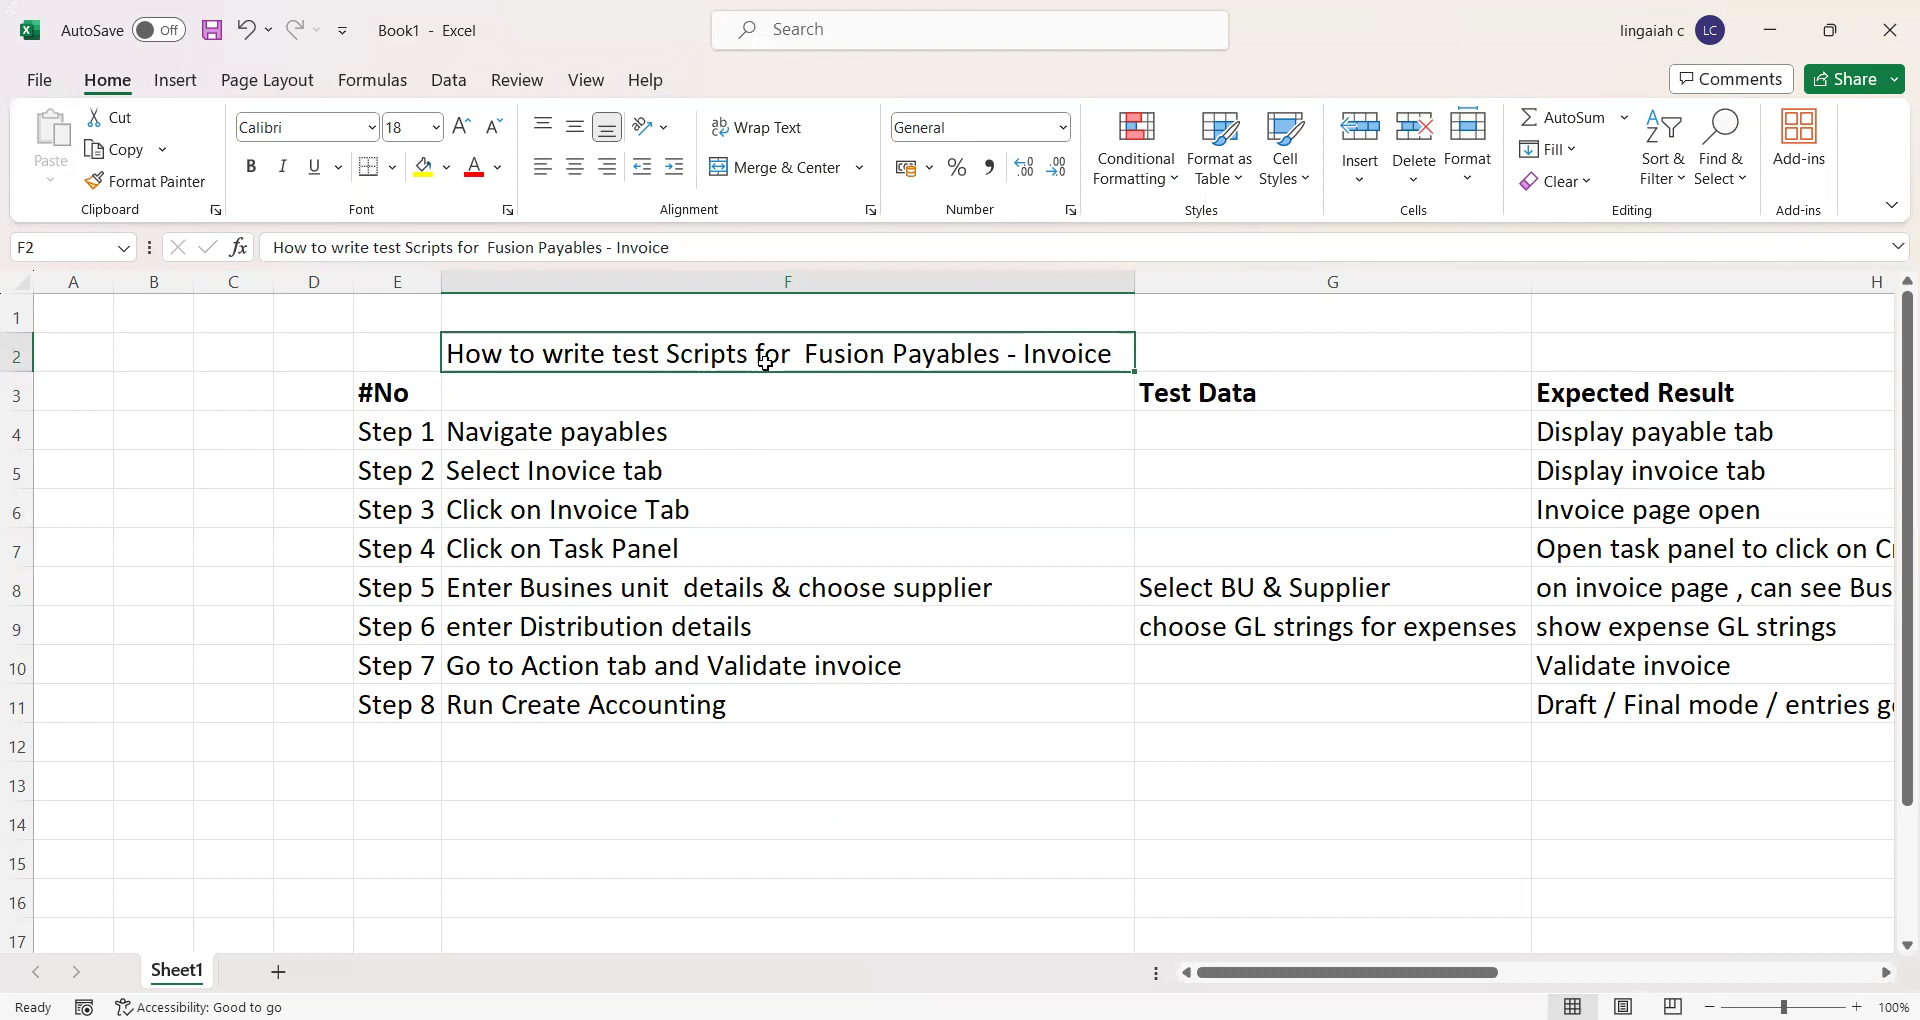 AutoSave Off Book1 - Excel Search lingaiah c LC
File Home Insert Page Layout Formulas Data Review View Help Comments Share
Paste Cut Copy Format Painter Clipboard
Calibri 18 B I U A Font
Wrap Text Merge & Center Alignment
General Number
Conditional Formatting Format as Table Cell Styles Styles
Insert Delete Format Cells
AutoSum Fill Clear Sort & Filter Find & Select Editing
Add-ins Add-ins
F2 fx How to write test Scripts for  Fusion Payables - Invoice
A B C D E F G H
1
2 How to write test Scripts for  Fusion Payables - Invoice
3 #No Test Data Expected Result
4 Step 1 Navigate payables Display payable tab
5 Step 2 Select Inovice tab Display invoice tab
6 Step 3 Click on Invoice Tab Invoice page open
7 Step 4 Click on Task Panel Open task panel to click on
8 Step 5 Enter Busines unit  details & choose supplier Select BU & Supplier on invoice page , can see Bus
9 Step 6 enter Distribution details choose GL strings for expenses show expense GL strings
10 Step 7 Go to Action tab and Validate invoice Validate invoice
11 Step 8 Run Create Accounting Draft / Final mode / entries
12
13
14
15
16
17
Sheet1
Ready Accessibility: Good to go 100%